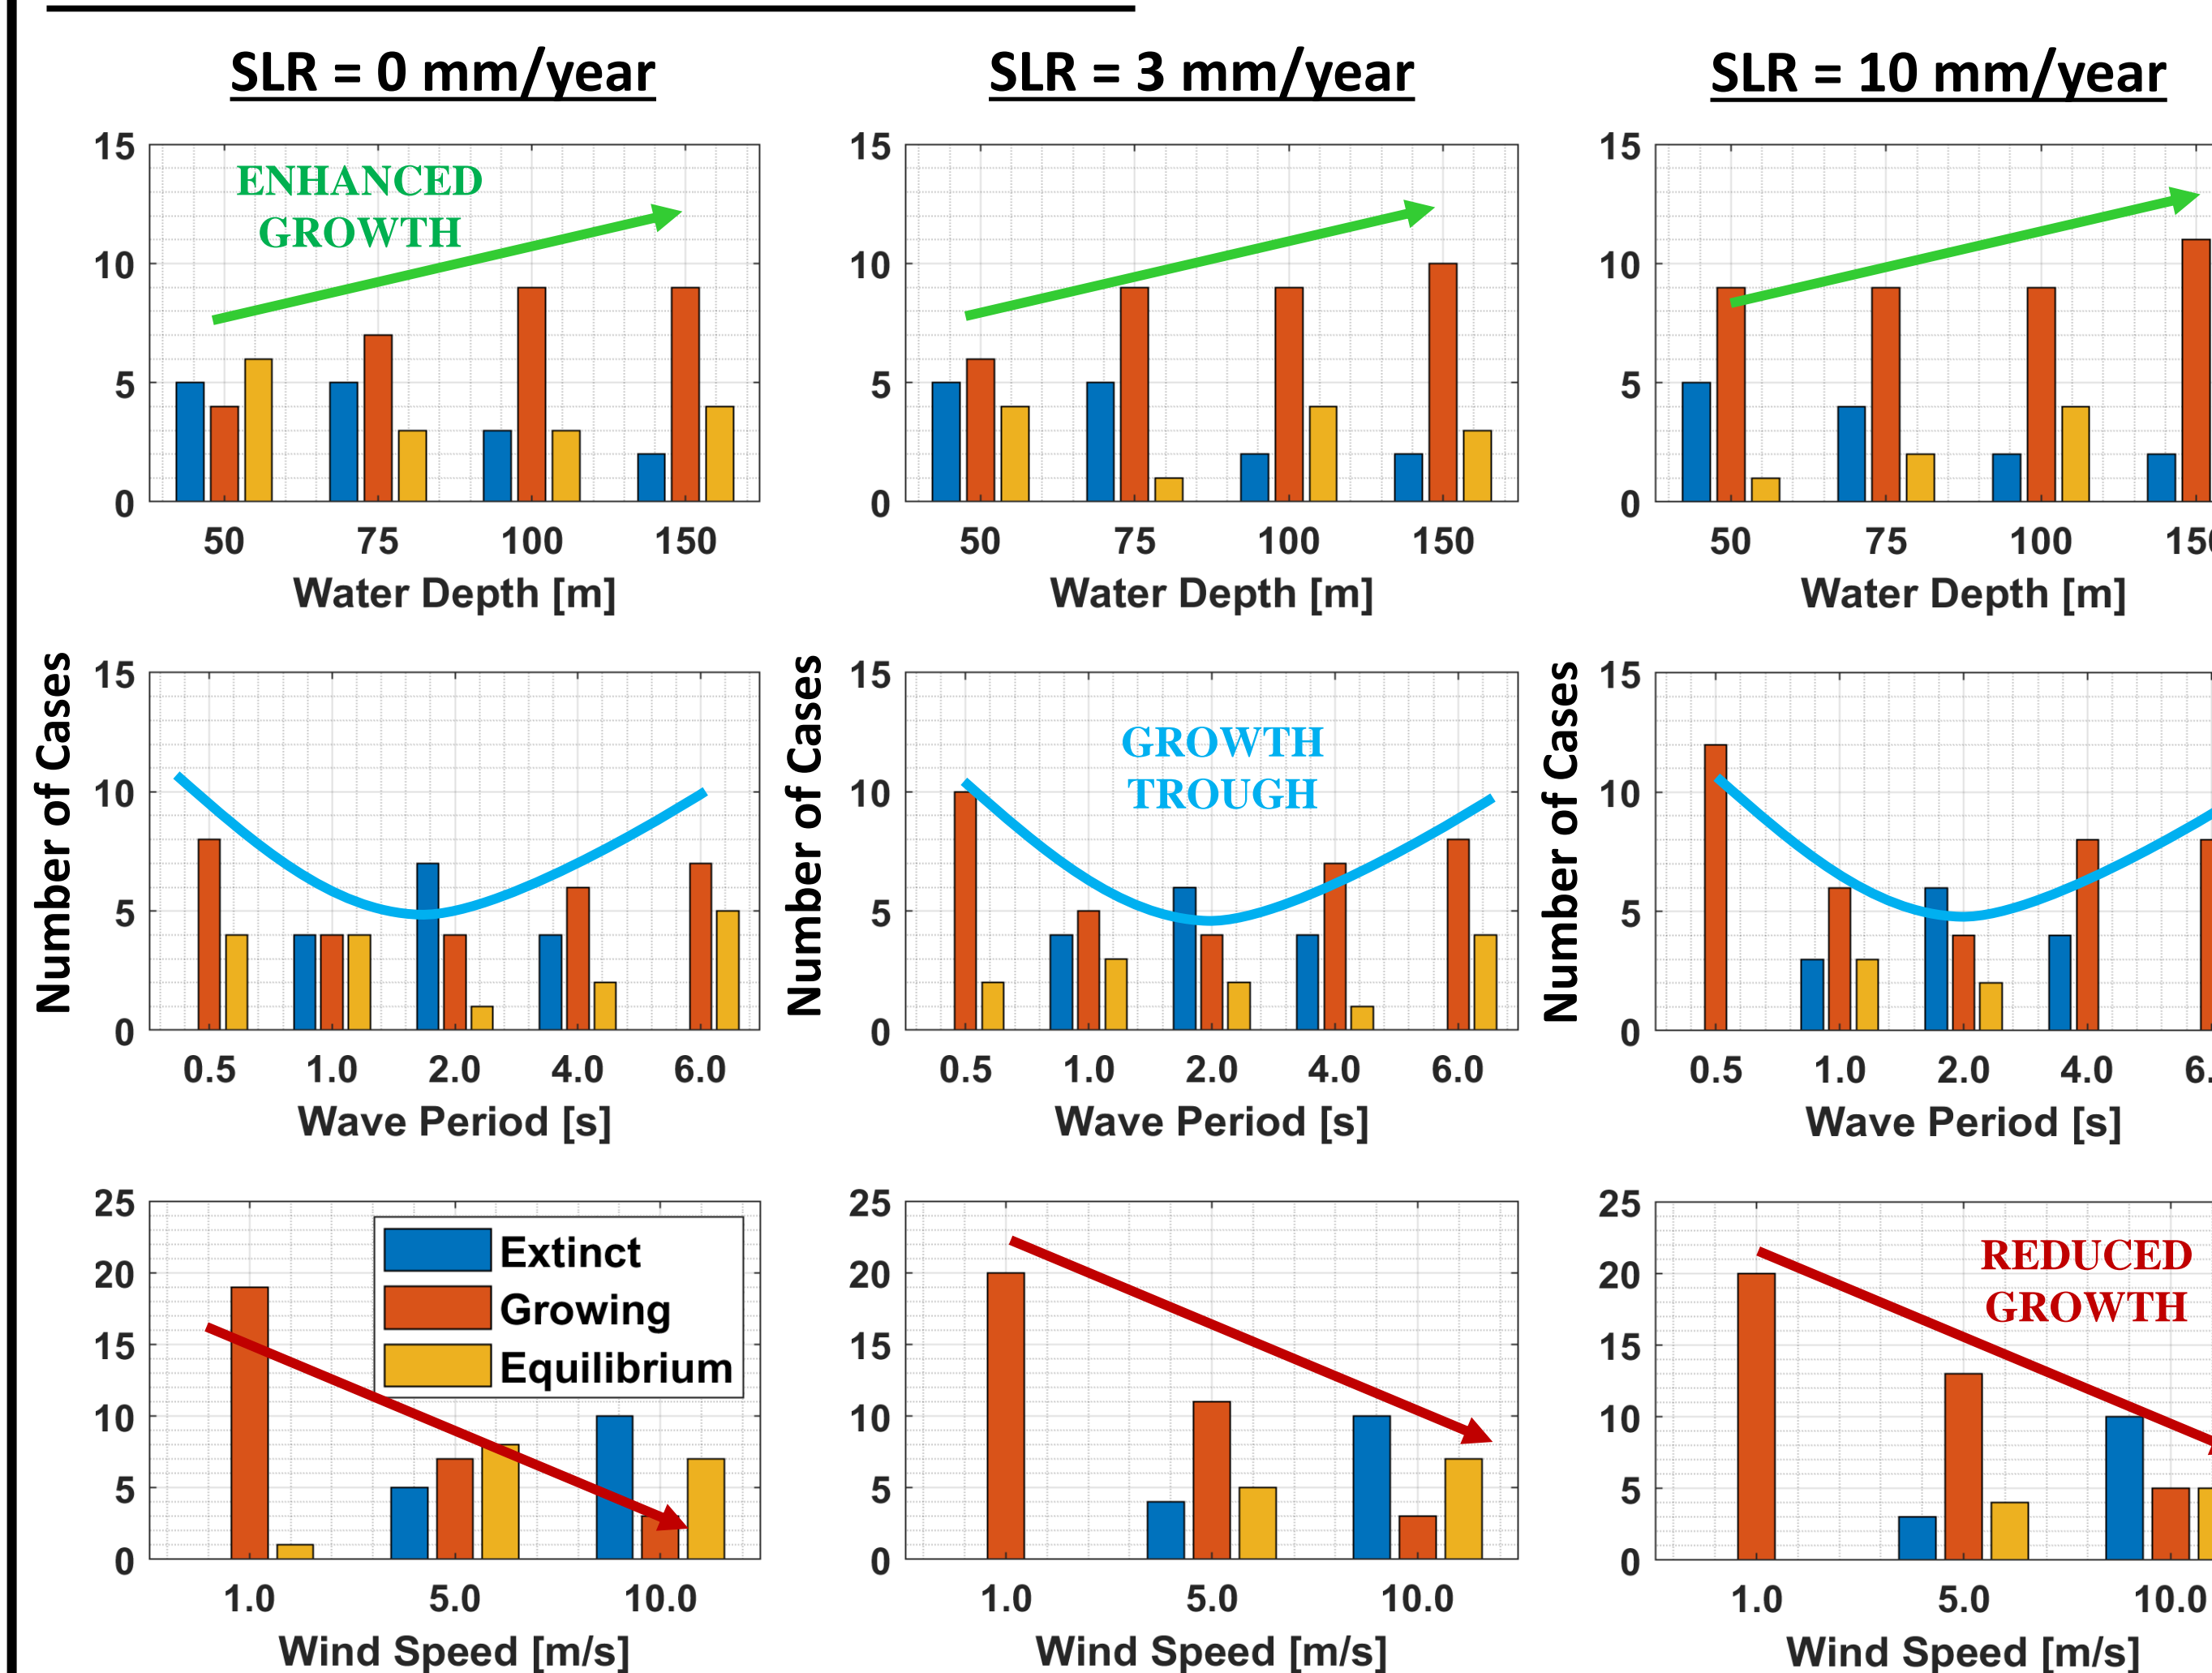 SLR = 0 mm/year
SLR = 3 mm/year
SLR = 10 mm/year
15
10
5
0
ENHANCED
GROWTH
50 75 100 150
Water Depth [m]
15
10
5
0
50 75 100 150
Water Depth [m]
15
10
5
0
50 75 100 150
Water Depth [m]
Number of Cases
15
10
5
0
0.5 1.0 2.0 4.0 6.0
Wave Period [s]
Number of Cases
15
10
5
0
GROWTH
TROUGH
0.5 1.0 2.0 4.0 6.0
Wave Period [s]
Number of Cases
15
10
5
0
0.5 1.0 2.0 4.0 6.
Wave Period [s]
25
20
15
10
5
0
Extinct
Growing
Equilibrium
1.0 5.0 10.0
Wind Speed [m/s]
25
20
15
10
5
0
1.0 5.0 10.0
Wind Speed [m/s]
25
20
15
10
5
0
REDUCED
GROWTH
1.0 5.0 10.0
Wind Speed [m/s]